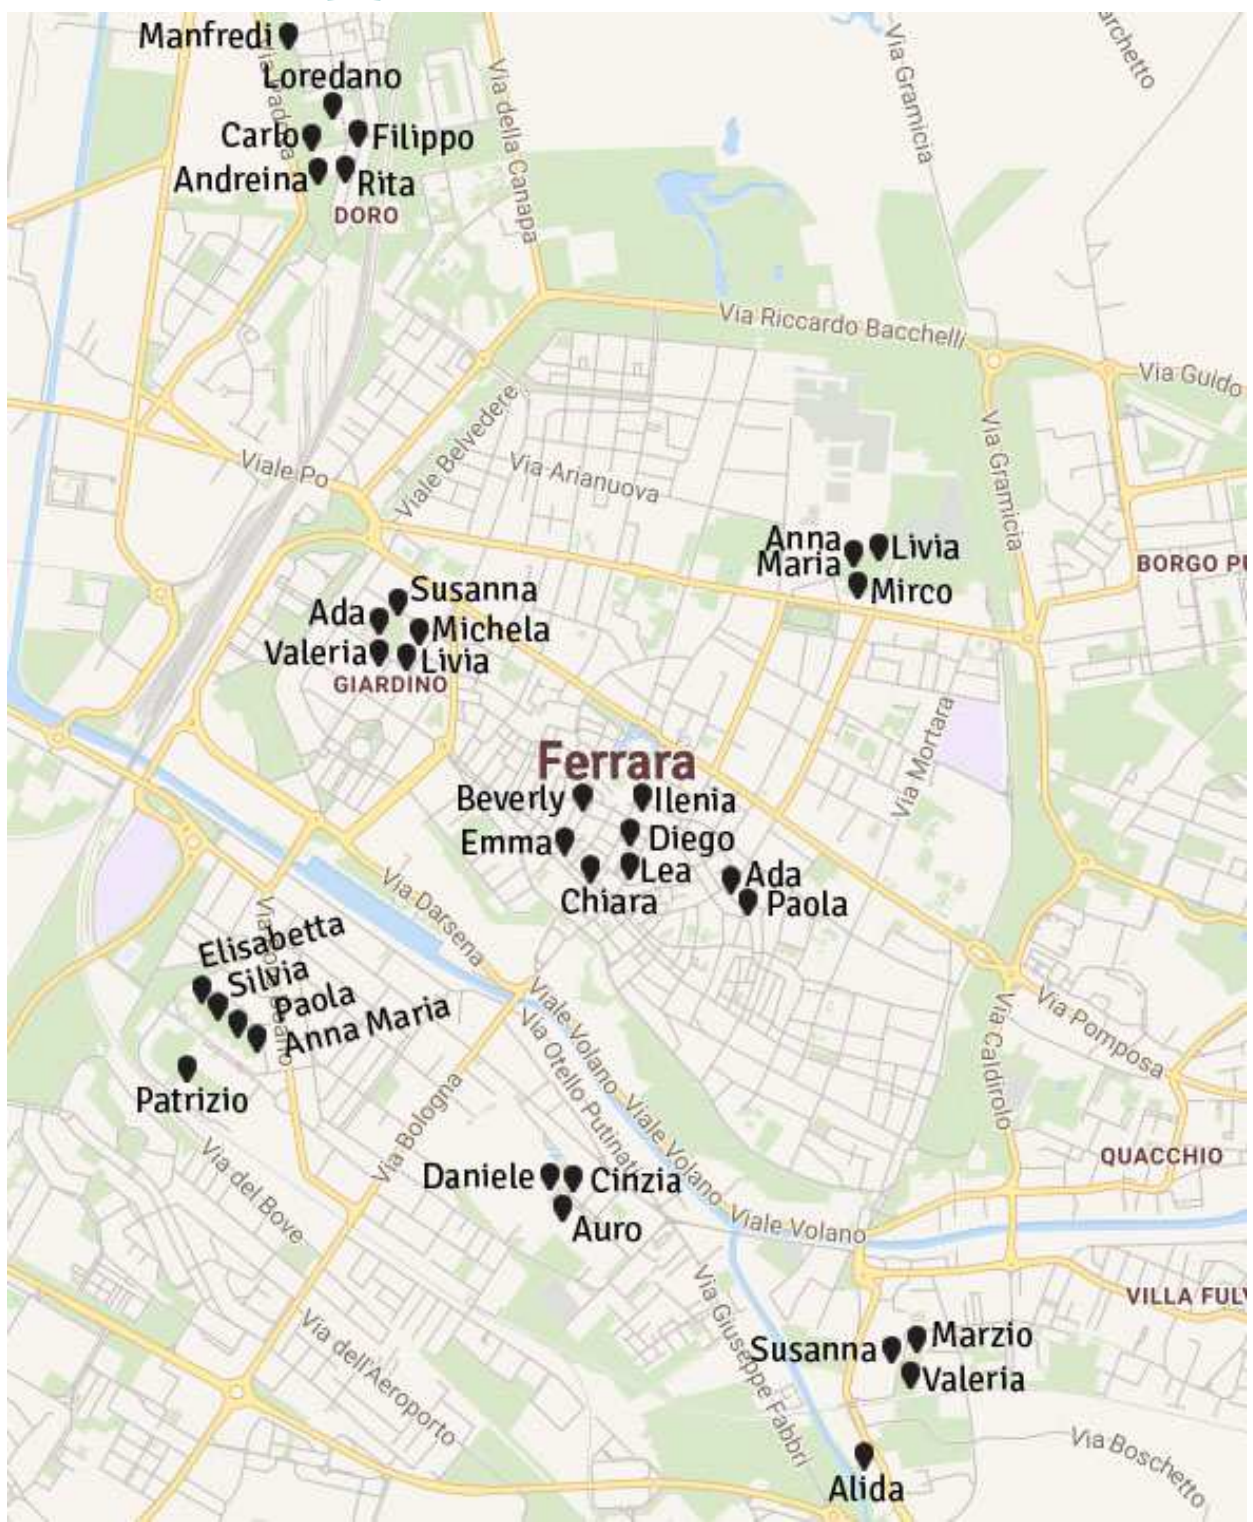 Manfredi
Via Padova
Loredano
Carlo
Filippo
Andreina
Rita
DORO
Via della Canapa
Via Gramicia
archetto
Via Riccardo Bacchelli
Via Guido
Viale Belvedere
Viale Po
Via Arianuova
Via Gramicia
Anna
Maria
Livia
Mirco
BORGO PU
Susanna
Ada
Michela
Valeria
Livia
GIARDINO
Via Mortara
Ferrara
Beverly
Ilenia
Emma
Diego
Lea
Chiara
Ada
Paola
Via Darsena
Elisabetta
Silvia
Paola
Anna Maria
Patrizio
Viale Volano
Via Otello Putinati
Via Pomposa
Via Caldirolo
Via Bologna
Viale Volano
QUACCHIO
Via del Bove
Daniele
Cinzia
Auro
Viale Volano
Via Giuseppe Fabbri
VILLA FULV
Via dell'Aeroporto
Susanna
Marzio
Valeria
Via Boschetto
Alida